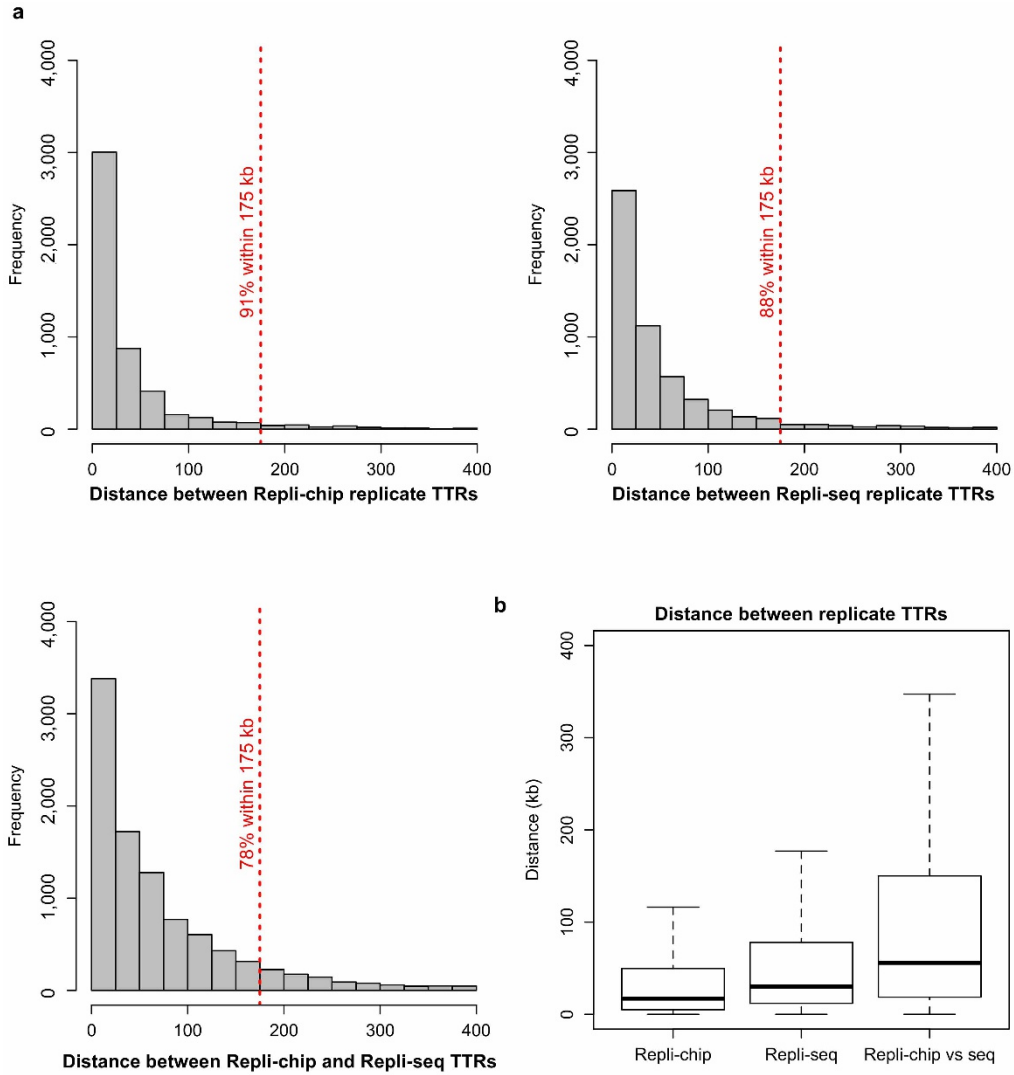 a
4,000
3,000
2,000
1,000
0
Frequency
91% within 175 kb
0 100 200 300 400
Distance between Repli-chip replicate TTRs
4,000
3,000
2,000
1,000
0
Frequency
88% within 175 kb
0 100 200 300 400
Distance between Repli-seq replicate TTRs
4,000
3,000
2,000
1,000
0
Frequency
78% within 175 kb
0 100 200 300 400
Distance between Repli-chip and Repli-seq TTRs
b
Distance between replicate TTRs
400
300
200
100
0
Distance (kb)
Repli-chip Repli-seq Repli-chip vs seq